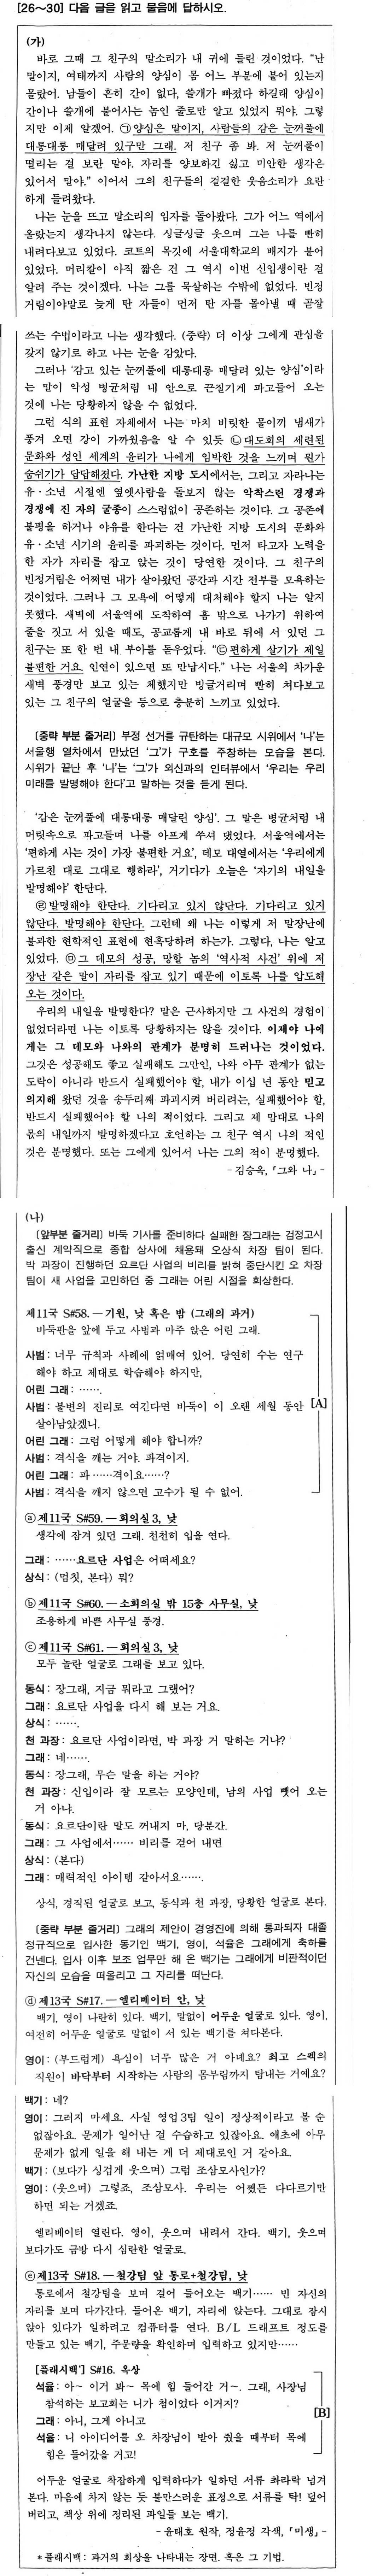 [26~30] 다음 글을 읽고 물음에 답하시오.
(가)
바로 그때 그 친구의 말소리가 내 귀에 들린 것이었다. “난
말이지, 여태까지 사람의 양심이 몸 어느 부분에 붙어 있는지
몰랐어. 남들이 흔히 간이 없다, 쓸개가 빠졌다 하길래 양심이
간이나 쓸개에 붙어사는 놈인 줄로만 알고 있었지 뭐야. 그렇
지만 이제 알겠어. ㉠양심은 말이지, 사람들의 감은 눈꺼풀에
대롱대롱 매달려 있구만 그래. 저 친구 좀 봐. 저 눈꺼풀이
떨리는 걸 보란 말야. 자리를 양보하긴 싫고 미안한 생각은
있어서 말야.” 이어서 그의 친구들의 걸걸한 웃음소리가 요란
하게 들려왔다.
나는 눈을 뜨고 말소리의 임자를 돌아봤다. 그가 어느 역에서
올랐는지 생각나지 않는다. 싱글싱글 웃으며 그는 나를 빤히
내려다보고 있었다. 코트의 목깃에 서울대학교의 배지가 붙어
있었다. 머리칼이 아직 짧은 건 그 역시 이번 신입생이란 걸
알려 주는 것이겠다. 나는 그를 묵살하는 수밖에 없었다. 빈정
거림이야말로 늦게 탄 자들이 먼저 탄 자를 몰아낼 때 곧잘
쓰는 수법이라고 나는 생각했다. (중략) 더 이상 그에게 관심을
갖지 않기로 하고 나는 눈을 감았다.
그러나 ‘감고 있는 눈꺼풀에 대롱대롱 매달려 있는 양심’이라
는 말이 악성 병균처럼 내 안으로 끈질기게 파고들어 오는
것에 나는 당황하지 않을 수 없었다.
그런 식의 표현 자체에서 나는 마치 비릿한 물이끼 냄새가
풍겨 오면 강이 가까웠음을 알 수 있듯 ㉡대도회의 세련된
문화와 성인 세계의 윤리가 나에게 임박한 것을 느끼며 뭔가
숨쉬기가 답답해졌다. 가난한 지방 도시에서는, 그리고 자라나는
유·소년 시절엔 옆엣사람을 돌보지 않는 악착스런 경쟁과
경쟁에 진 자의 굴종이 스스럼없이 공존하는 것이다. 그 공존에
불평을 하거나 야유를 한다는 건 가난한 지방 도시의 문화와
유·소년 시기의 윤리를 파괴하는 것이다. 먼저 타고자 노력을
한 자가 자리를 잡고 앉는 것이 당연한 것이다. 그 친구의
빈정거림은 어쩌면 내가 살아왔던 공간과 시간 전부를 모욕하는
것이었다. 그러나 그 모욕에 어떻게 대처해야 할지 나는 알지
못했다. 새벽에 서울역에 도착하여 홈 밖으로 나가기 위하여
줄을 짓고 서 있을 때도, 공교롭게 내 바로 뒤에 서 있던 그
친구는 또 한 번 내 부아를 돋우었다. “㉢편하게 살기가 제일
불편한 거요. 인연이 있으면 또 만납시다.” 나는 서울의 차가운
새벽 풍경만 보고 있는 체했지만 빙글거리며 빤히 쳐다보고
있는 그 친구의 얼굴을 등으로 충분히 느끼고 있었다.
[중략 부분 줄거리] 부정 선거를 규탄하는 대규모 시위에서 ‘나’는
서울행 열차에서 만났던 ‘그’가 구호를 주창하는 모습을 본다.
시위가 끝난 후 ‘나’는 ‘그’가 외신과의 인터뷰에서 ‘우리는 우리
미래를 발명해야 한다’고 말하는 것을 듣게 된다.
‘감은 눈꺼풀에 대롱대롱 매달린 양심’. 그 말은 병균처럼 내
머릿속으로 파고들며 나를 아프게 쑤셔 댔었다. 서울역에서는
‘편하게 사는 것이 가장 불편한 거요’, 데모 대열에서는 ‘우리에게
가르친 대로 그대로 행하라’, 거기다가 오늘은 ‘자기의 내일을
발명해야’ 한단다.
㉣발명해야 한단다. 기다리고 있지 않단다. 기다리고 있지
않단다. 발명해야 한단다. 그런데 왜 나는 이렇게 저 말장난에
불과한 현학적인 표현에 현혹당하려 하는가. 그렇다, 나는 알고
있었다. ㉤그 데모의 성공, 망할 놈의 ‘역사적 사건’ 위에 저
장난 같은 말이 자리를 잡고 있기 때문에 이토록 나를 압도해
오는 것이다.
우리의 내일을 발명한다? 말은 근사하지만 그 사건의 경험이
없었더라면 나는 이토록 당황하지는 않을 것이다. 이제야 나에
게는 그 데모와 나와의 관계가 분명히 드러나는 것이었다.
그것은 성공해도 좋고 실패해도 그만인, 나와 아무 관계가 없는
도락이 아니라 반드시 실패했어야 할, 내가 이십 년 동안 믿고
의지해 왔던 것을 송두리째 파괴시켜 버리려는, 실패했어야 할,
반드시 실패했어야 할 나의 적이었다. 그리고 제 맘대로 나의
몫의 내일까지 발명하겠다고 호언하는 그 친구 역시 나의 적인
것은 분명했다. 또는 그에게 있어서 나는 그의 적이 분명했다.
- 김승옥, 「그와 나」 -
(나)
[앞부분 줄거리] 바둑 기사를 준비하다 실패한 장그래는 검정고시
출신 계약직으로 종합 상사에 채용돼 오상식 차장 팀이 된다.
박 과장이 진행하던 요르단 사업의 비리를 밝혀 중단시킨 오 차장
팀이 새 사업을 고민하던 중 그래는 어린 시절을 회상한다.
제11국 S#58. - 기원, 낮 혹은 밤 (그래의 과거)
바둑판을 앞에 두고 사범과 마주 앉은 어린 그래.
사범: 너무 규칙과 사례에 얽매여 있어. 당연히 수는 연구
해야 하고 제대로 학습해야 하지만,
어린 그래: …….
사범: 불변의 진리로 여긴다면 바둑이 이 오랜 세월 동안 [A]
살아남았겠니.
어린 그래: 그럼 어떻게 해야 합니까?
사범: 격식을 깨는 거야. 파격이지.
어린 그래: 파 ……격이요……?
사범: 격식을 깨지 않으면 고수가 될 수 없어.
ⓐ제11국 S#59. - 회의실 3, 낮
생각에 잠겨 있던 그래. 천천히 입을 연다.
그래: ……요르단 사업은 어떠세요?
상식: (멈칫, 본다) 뭐?
ⓑ제11국 S#60. - 소회의실 밖 15층 사무실, 낮
조용하게 바쁜 사무실 풍경.
ⓒ제11국 S#61. - 회의실 3, 낮
모두 놀란 얼굴로 그래를 보고 있다.
동식: 장그래, 지금 뭐라고 그랬어?
그래: 요르단 사업을 다시 해 보는 거요.
상식: …….
천 과장: 요르단 사업이라면, 박 과장 거 말하는 거냐?
그래: 네…….
동식: 장그래, 무슨 말을 하는 거야?
천 과장: 신입이라 잘 모르는 모양인데, 남의 사업 뺏어 오는
거 아냐.
동식: 요르단이란 말도 꺼내지 마, 당분간.
그래: 그 사업에서…… 비리를 걷어 내면
상식: (본다)
그래: 매력적인 아이템 같아서요…….
상식, 경직된 얼굴로 보고, 동식과 천 과장, 당황한 얼굴로 본다.
[중략 부분 줄거리] 그래의 제안이 경영진에 의해 통과되자 대졸
정규직으로 입사한 동기인 백기, 영이, 석율은 그래에게 축하를
건넨다. 입사 이후 보조 업무만 해 온 백기는 그래에게 비판적이던
자신의 모습을 떠올리고 그 자리를 떠난다.
ⓓ제13국 S#17. - 엘리베이터 안, 낮
백기, 영이 나란히 있다. 백기, 말없이 어두운 얼굴로 있다. 영이,
여전히 어두운 얼굴로 말없이 서 있는 백기를 쳐다본다.
영이: (부드럽게) 욕심이 너무 많은 거 아녜요? 최고 스펙의
직원이 바닥부터 시작하는 사람의 몸부림까지 탐내는 거예요?
백기: 네?
영이: 그러지 마세요. 사실 영업 3팀 일이 정상적이라고 볼 순
없잖아요. 문제가 일어난 걸 수습하고 있잖아요. 애초에 아무
문제가 없게 일을 해 내는 게 더 제대로인 거 같아요.
백기: (보다가 싱겁게 웃으며) 그럼 조삼모사인가?
영이: (웃으며) 그렇죠, 조삼모사. 우리는 어쨌든 다다르기만
하면 되는 거겠죠.
엘리베이터 열린다. 영이, 웃으며 내려서 간다. 백기, 웃으며
보다가도 금방 다시 심란한 얼굴로.
ⓔ제13국 S#18. - 철강팀 앞 통로+철강팀, 낮
통로에서 철강팀을 보며 걸어 들어오는 백기…… 빈 자신의
자리를 보며 다가간다. 들어온 백기, 자리에 앉는다. 그대로 잠시
앉아 있다가 일하려고 컴퓨터를 연다. B/L 드래프트 정도를
만들고 있는 백기, 주문량을 확인하며 입력하고 있지만……
[플래시백*] S#16. 옥상
석율: 아~ 이거 봐~ 목에 힘 들어간 거~. 그래, 사장님
참석하는 보고회는 니가 첨이었다 이거지?
그래: 아니, 그게 아니고 [B]
석율: 니 아이디어를 오 차장님이 받아 줬을 때부터 목에
힘은 들어갔을 거고!
어두운 얼굴로 착잡하게 입력하다가 일하던 서류 촤라락 넘겨
본다. 마음에 차지 않는 듯 불만스러운 표정으로 서류를 탁! 덮어
버리고, 책상 위에 정리된 파일들 보는 백기.
- 윤태호 원작, 정윤정 각색, 「미생」 -
* 플래시백: 과거의 회상을 나타내는 장면. 혹은 그 기법.